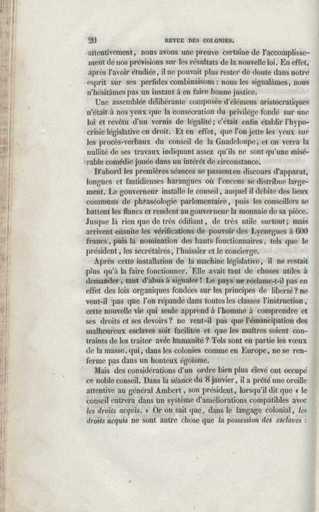 20 REVUE DES COLONIES.
attentivement, nous avons une preuve certaine de l'accomplisse-
ment de nos prévisions sur les résultats de la nouvelle loi. En effet,
après l'avoir étudiée, il ne pouvait plus rester de doute dans notre
esprit sur ses perfides combinaisons: nous les signalâmes, nous
n'hésitâmes pas un instant à en faire bonne justice.
Une assemblée délibérante composée d'élémens aristocratiques
n'était à nos yeux que la consécration du privilége fondé sur une
loi et revêtu d'un vernis de légalité; c'était enfin établir l'hypo-
crisie législative en droit. Et en effet, que l'on jette les yeux sur
les procès-verbaux du conseil de la Guadeloupe, et on verra la
nullité de ses travaux indiquant assez qu'ils ne sont qu'une misé-
rable comédie jouée dans un intérêt de circonstance.
D'abord les premières séances se passent en discours d'apparat,
longues et fastidieuses harangues où l'encens se distribue large-
ment. Le gouverneur installe le conseil, auquel il débite des lieux
communs de phraséologie parlementaire, puis les conseillers se
battent les flancs et rendent au gouverneur la monnaie de sa pièce.
Jusque là rien que de très édifiant, de très utile surtout; mais
arrivent ensuite les vérifications de pouvoir des Lycurgues à 600
francs, puis la nomination des hauts fonctionnaires, tels que le
président, les secrétaires, l'huissier et le concierge.
Après cette installation de la machine législative, il ne restait
plus qu'à la faire fonctionner. Elle avait tant de choses utiles à
demander, tant d'abus à signaler! Le pays ne réclame-t-il pas en
effet des lois organiques fondées sur les principes de liberté? ne
veut-il pas que l'on répande dans toutes les classes l'instruction,
cette nouvelle vie qui seule apprend à l'homme à comprendre et
ses droits et ses devoirs? ne veut-il pas que l'émancipation des
malheureux esclaves soit facilitée et que les maîtres soient con-
traints de les traiter avec humanité? Tels sont en partie les vœux
de la masse, qui, dans les colonies comme en Europe, ne se ren-
ferme pas dans un honteux égoïsme.
Mais des considérations d'un ordre bien plus élevé ont occupé
ce noble conseil. Dans la séance du 8 janvier, il a prêté une oreille
attentive au général Ambert, son président, lorsqu'il dit que « le
conseil entrera dans un système d'améliorations compatibles avec
les droits acquis. » Or on sait que, dans le langage colonial, les
droits acquis ne sont autre chose que la possession des esclaves: